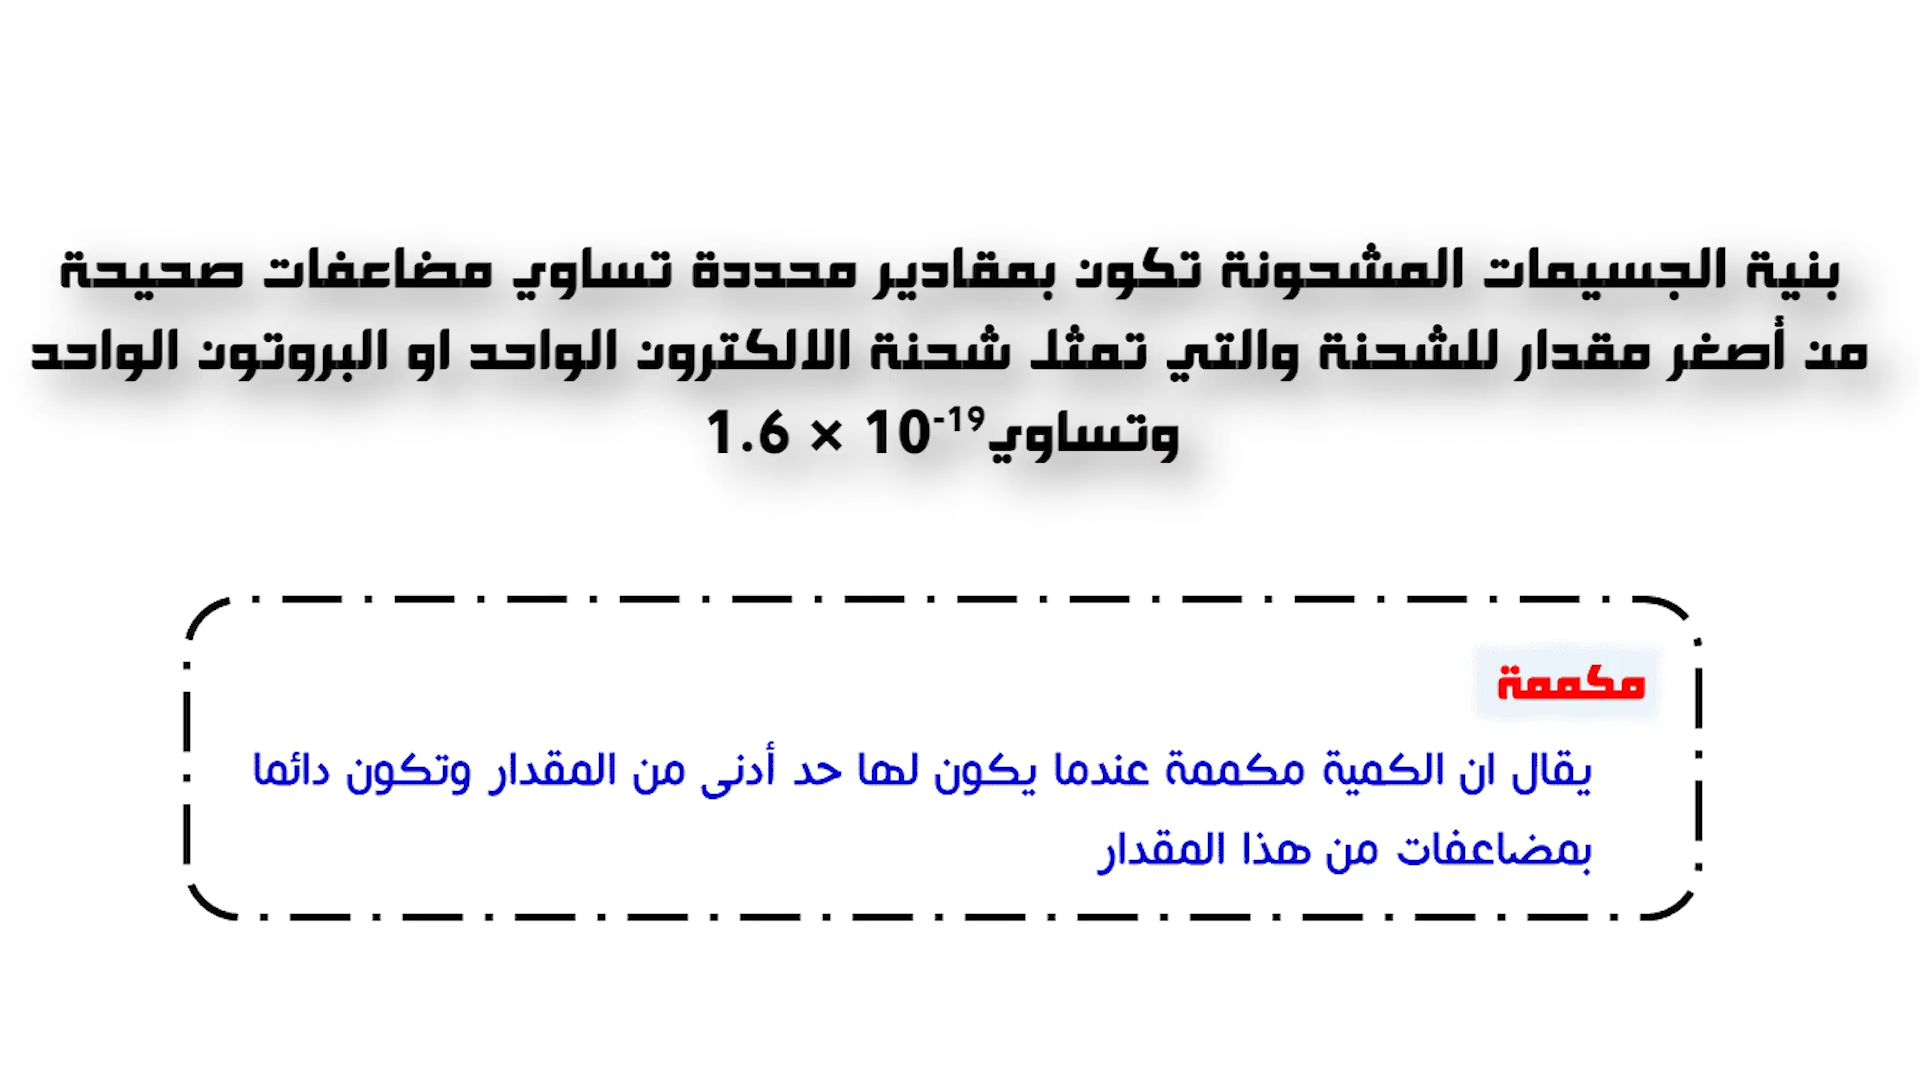 بنية الجسيمات المشحونة تكون بمقادير محددة تساوي مضاعفات صحيحة
من أصغر مقدار للشحنة والتي تمثل شحنة الالكترون الواحد او البروتون الواحد
وتساوي 1.6 × 10⁻¹⁹
مكممة
يقال ان الكمية مكممة عندما يكون لها حد أدنى من المقدار وتكون دائما
بمضاعفات من هذا المقدار